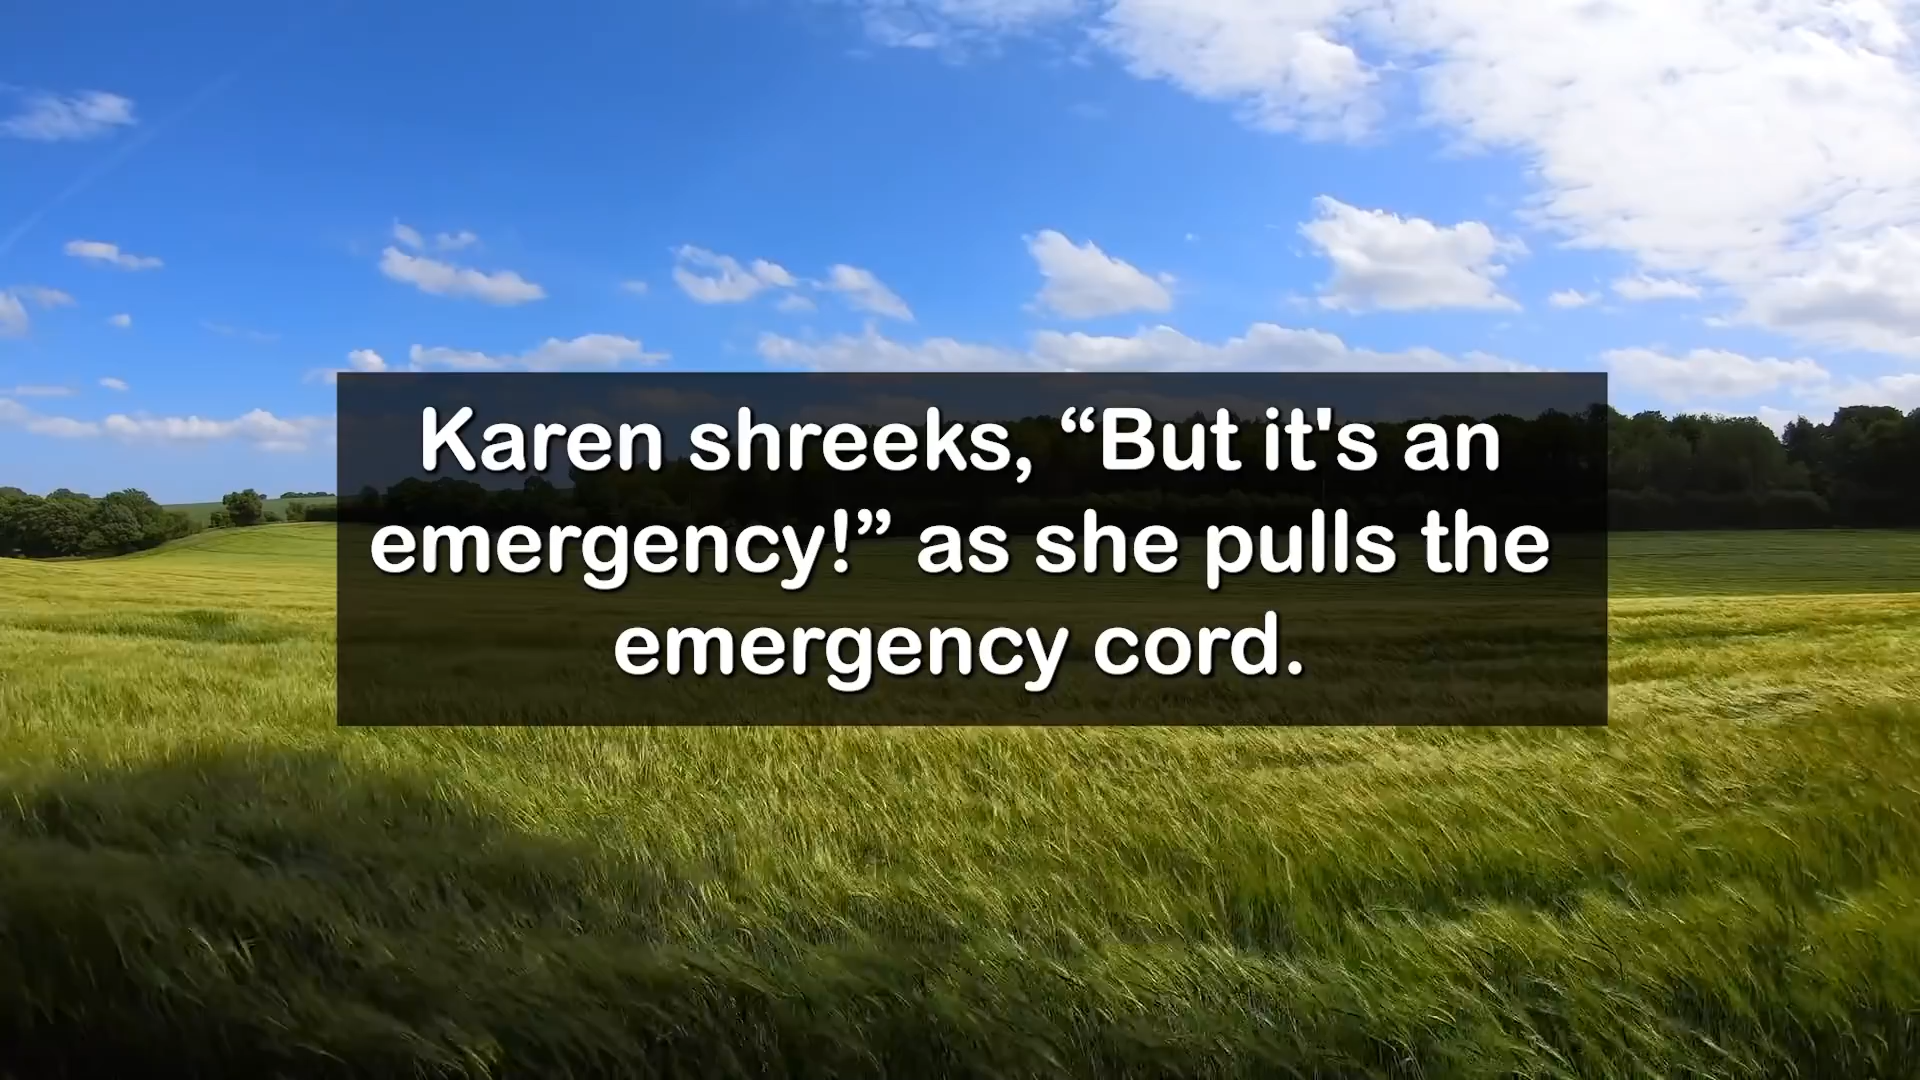 Karen shreeks, “But it's an
emergency!” as she pulls the
emergency cord.